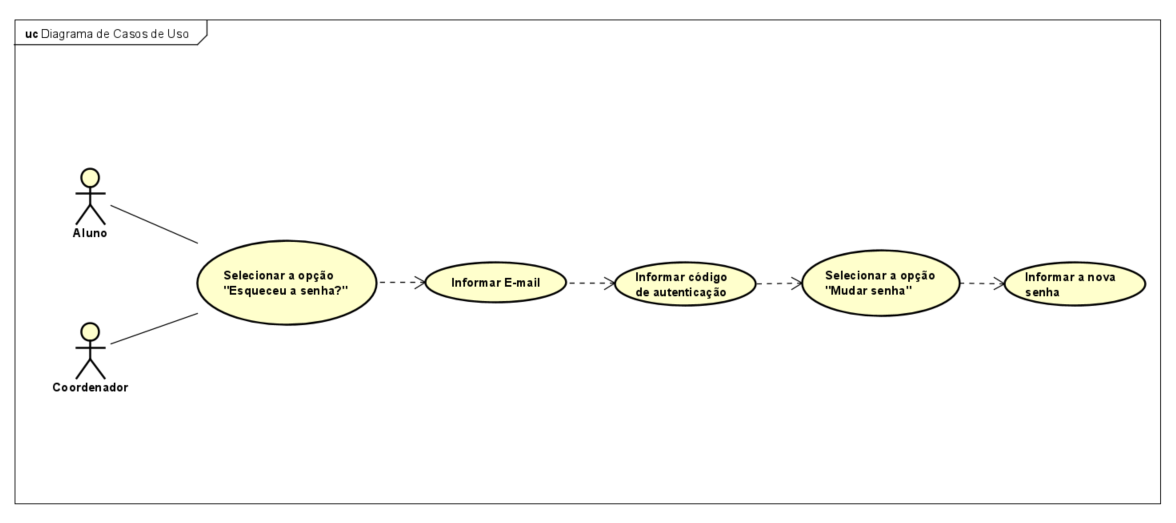 uc Diagrama de Casos de Uso
Aluno
Coordenador
Selecionar a opção
"Esqueceu a senha?"
Informar E-mail
Informar código
de autenticação
Selecionar a opção
"Mudar senha"
Informar a nova
senha